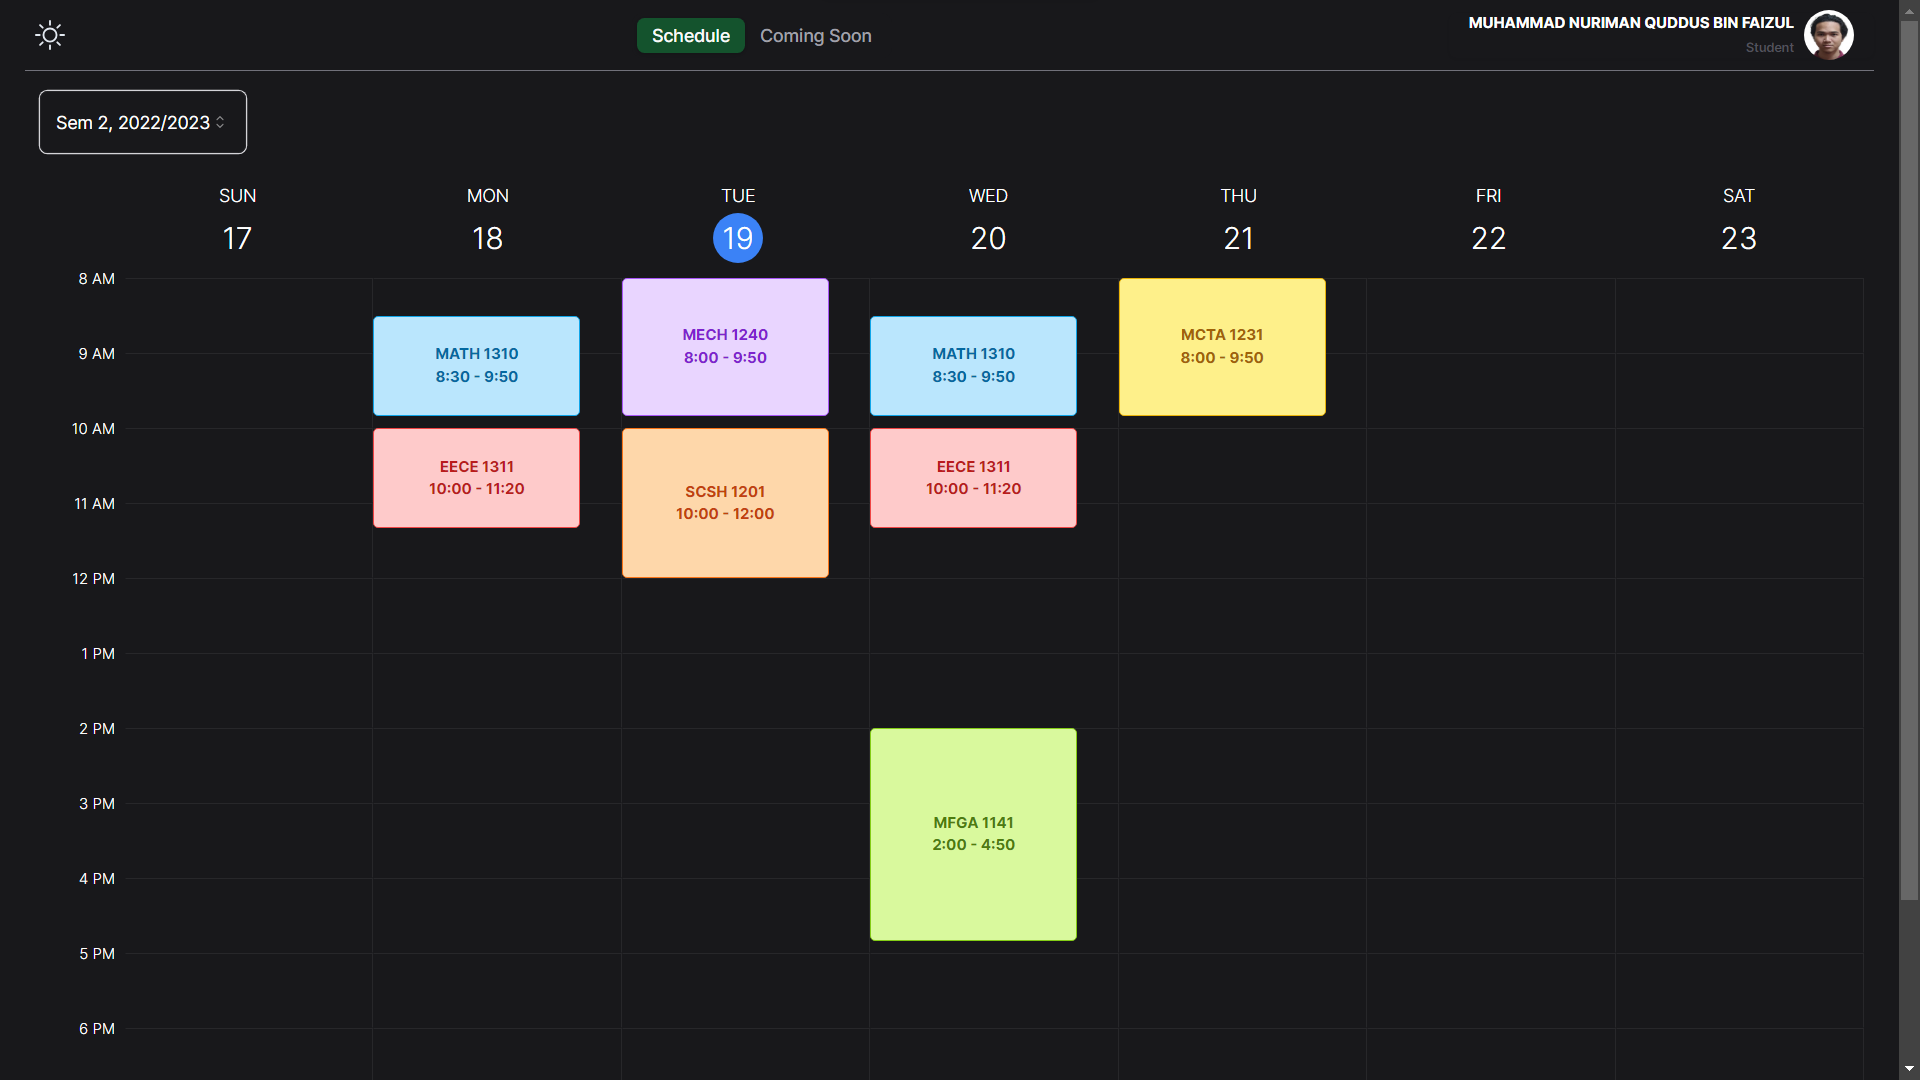 Schedule Coming Soon
MUHAMMAD NURIMAN QUDDUS BIN FAIZUL
Student
Sem 2, 2022/2023
SUN MON TUE WED THU FRI SAT
17 18 19 20 21 22 23
8 AM
MECH 1240
8:00 - 9:50
MCTA 1231
8:00 - 9:50
9 AM
MATH 1310
8:30 - 9:50
MATH 1310
8:30 - 9:50
10 AM
EECE 1311
10:00 - 11:20
SCSH 1201
10:00 - 12:00
EECE 1311
10:00 - 11:20
11 AM
12 PM
1 PM
2 PM
3 PM
MFGA 1141
2:00 - 4:50
4 PM
5 PM
6 PM